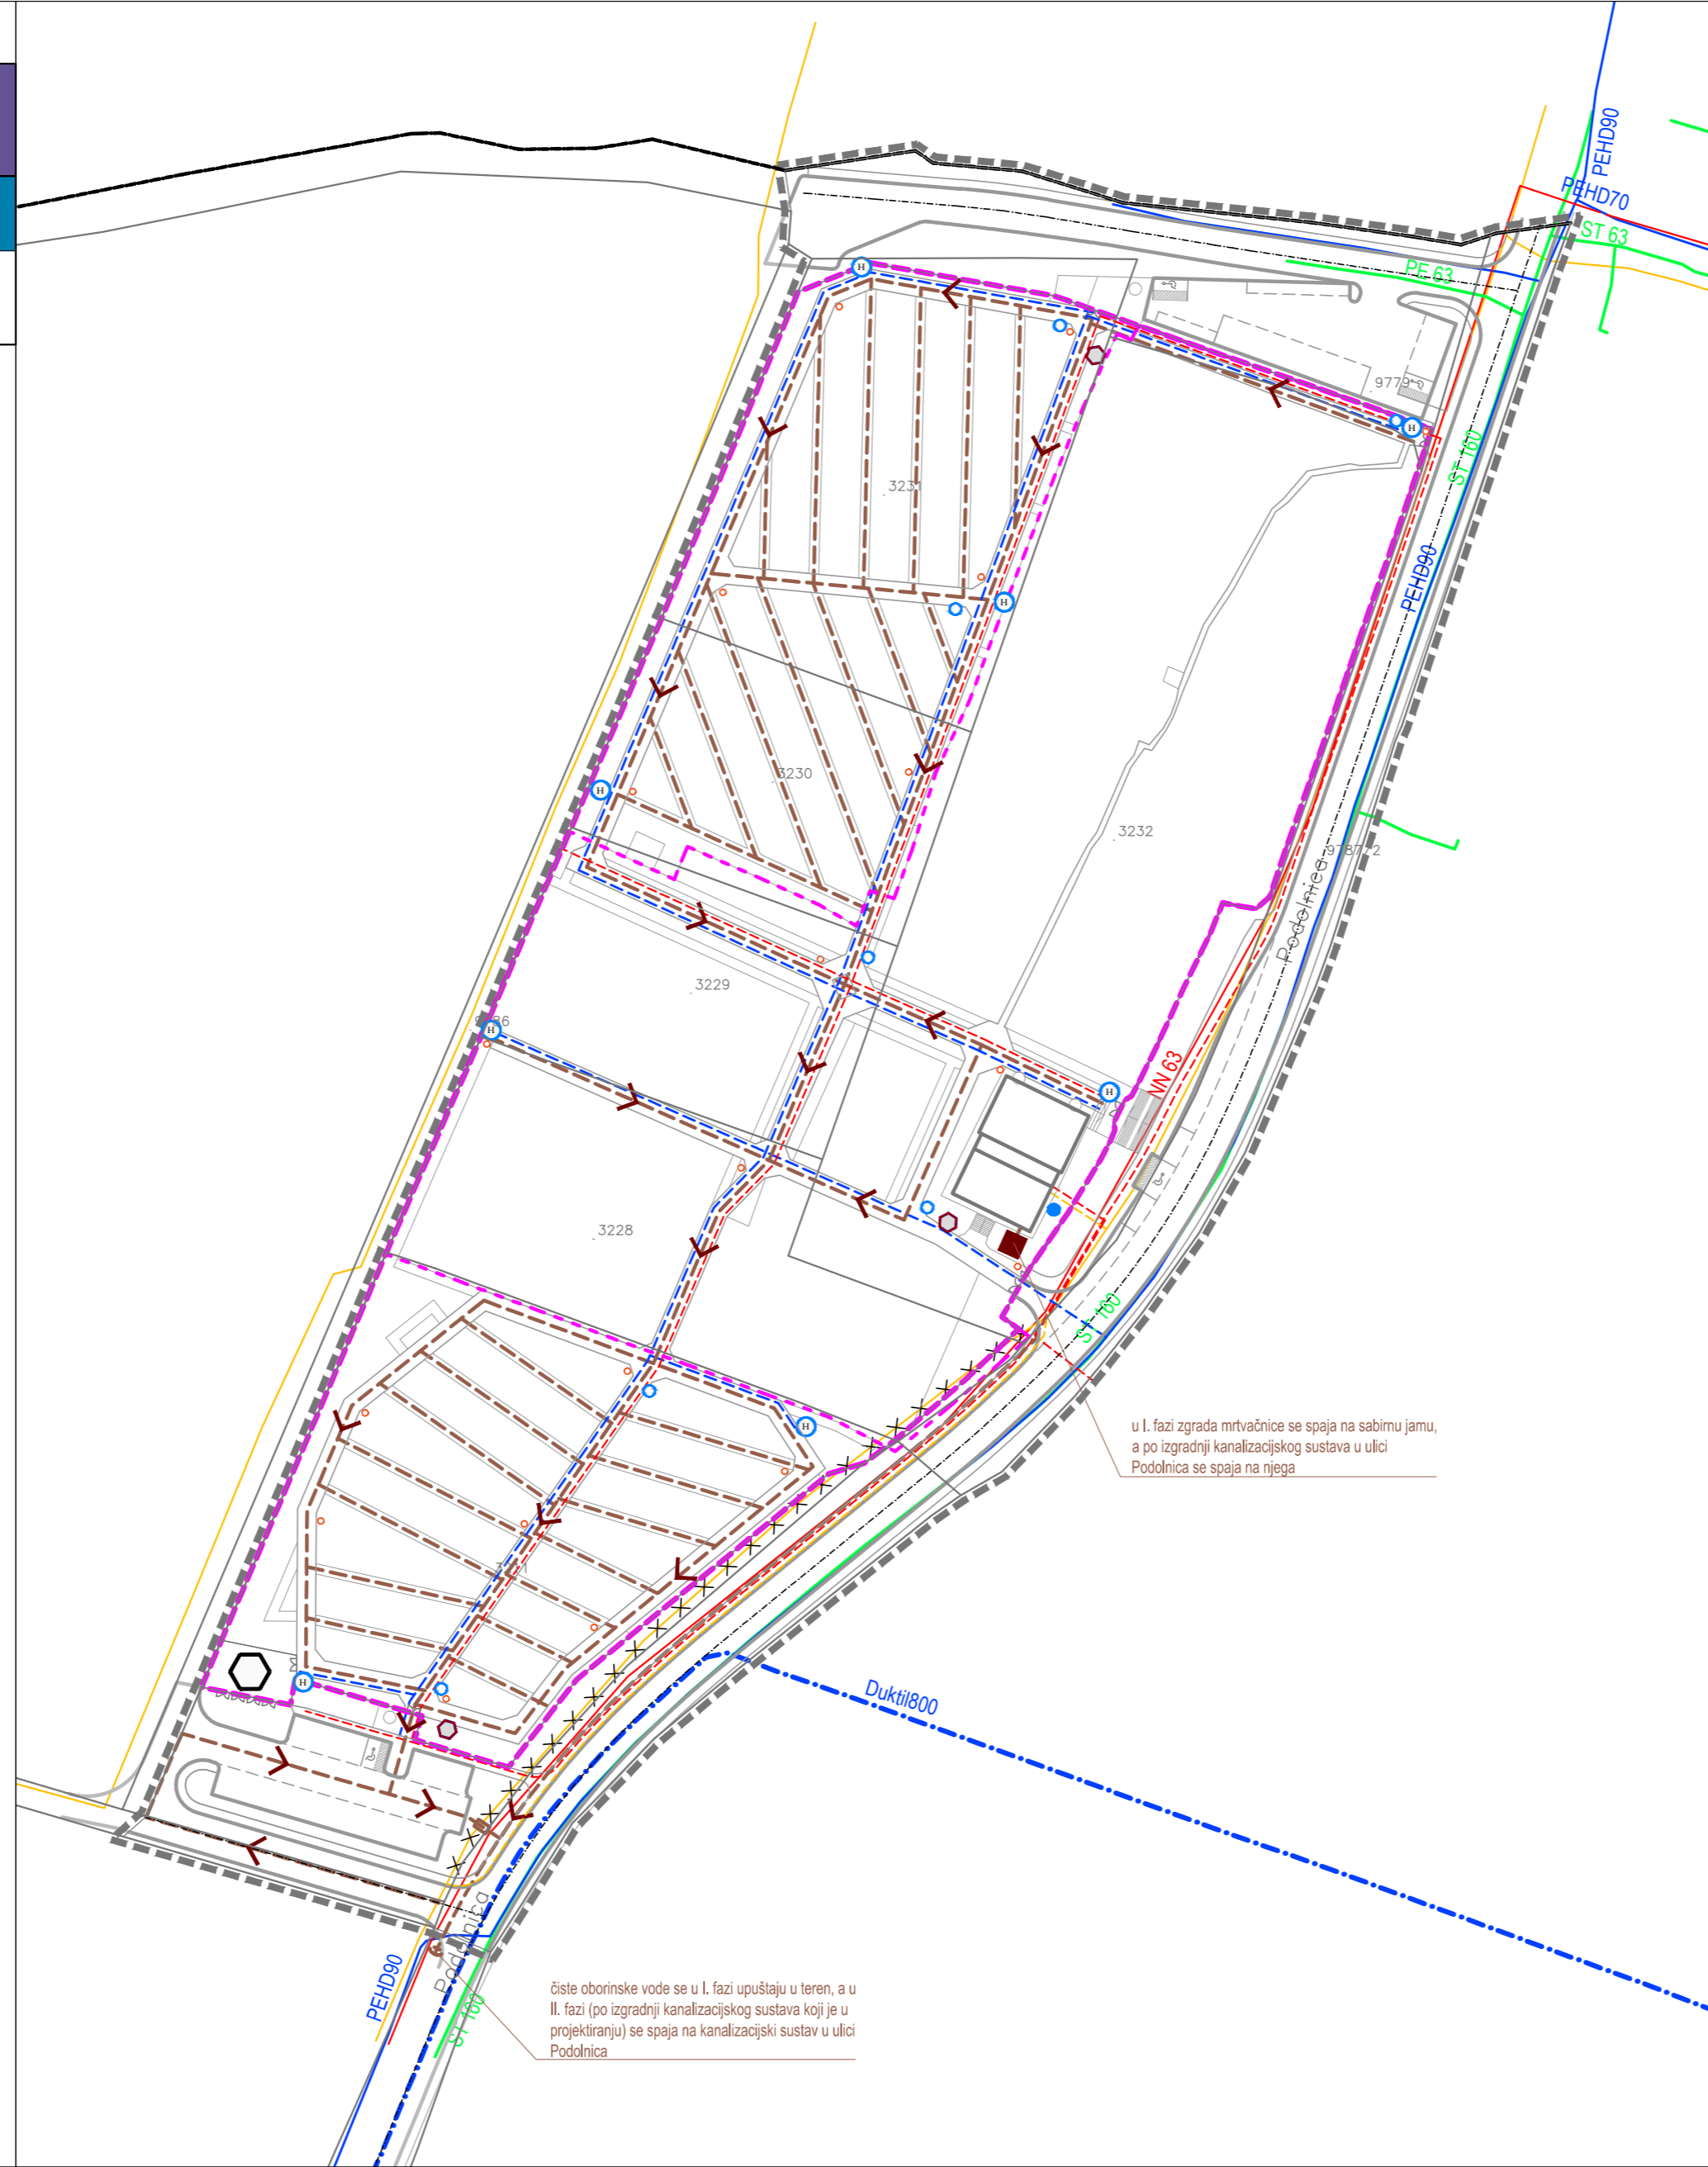 PEHD90
PEHD70
ST 63
PE 63
H
9779
H
ST 160
3231
PEHD90
H
3230
H
3232
Podolnica
3229
H
NN 63
H
3228
ST 160
H
u I. fazi zgrada mrtvačnice se spaja na sabirnu jamu,
a po izgradnji kanalizacijskog sustava u ulici
Podolnica se spaja na njega
H
Duktil800
Podolnica
PEHD90
ST 160
čiste oborinske vode se u I. fazi upuštaju u teren, a u
II. fazi (po izgradnji kanalizacijskog sustava koji je u
projektiranju) se spaja na kanalizacijski sustav u ulici
Podolnica